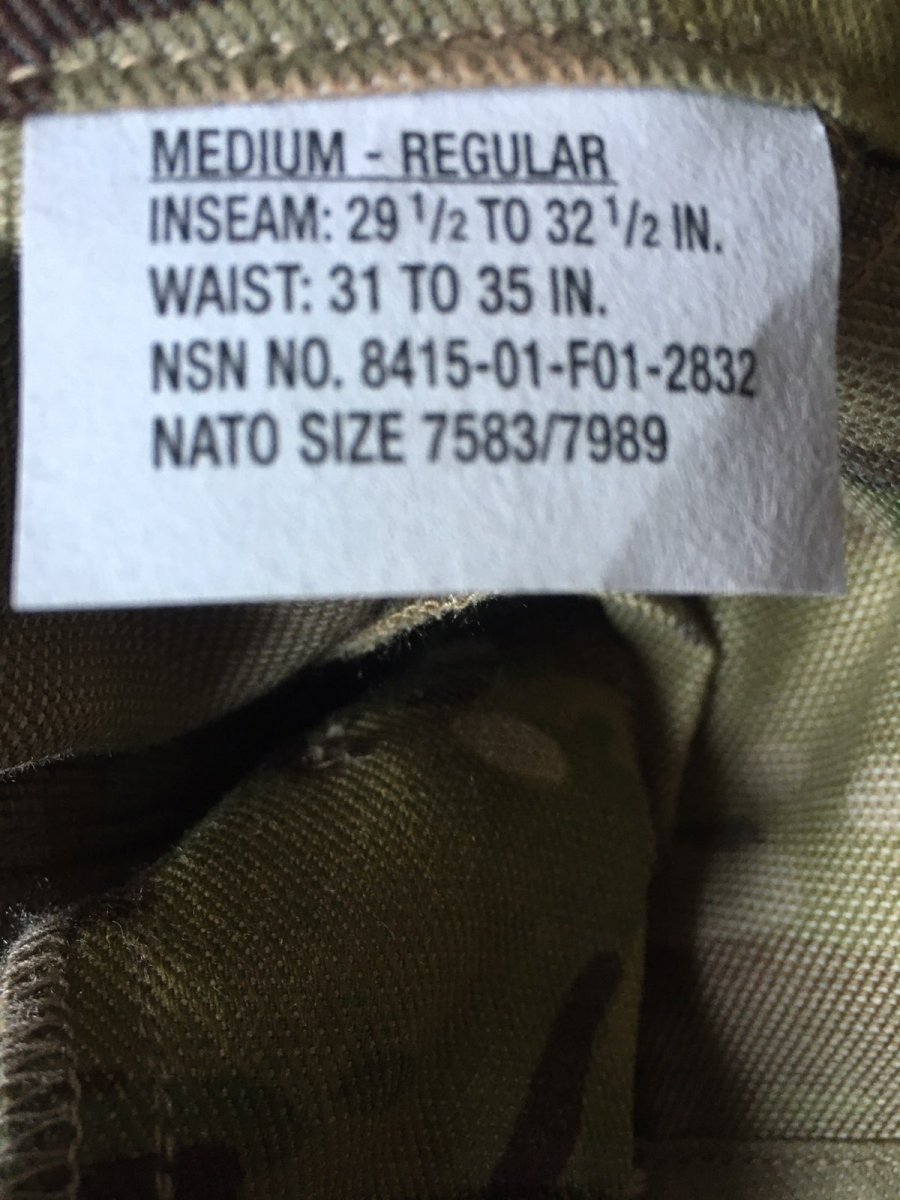 MEDIUM - REGULAR
INSEAM: 29 1/2 TO 32 1/2 IN.
WAIST: 31 TO 35 IN.
NSN NO. 8415-01-F01-2832
NATO SIZE 7583/7989